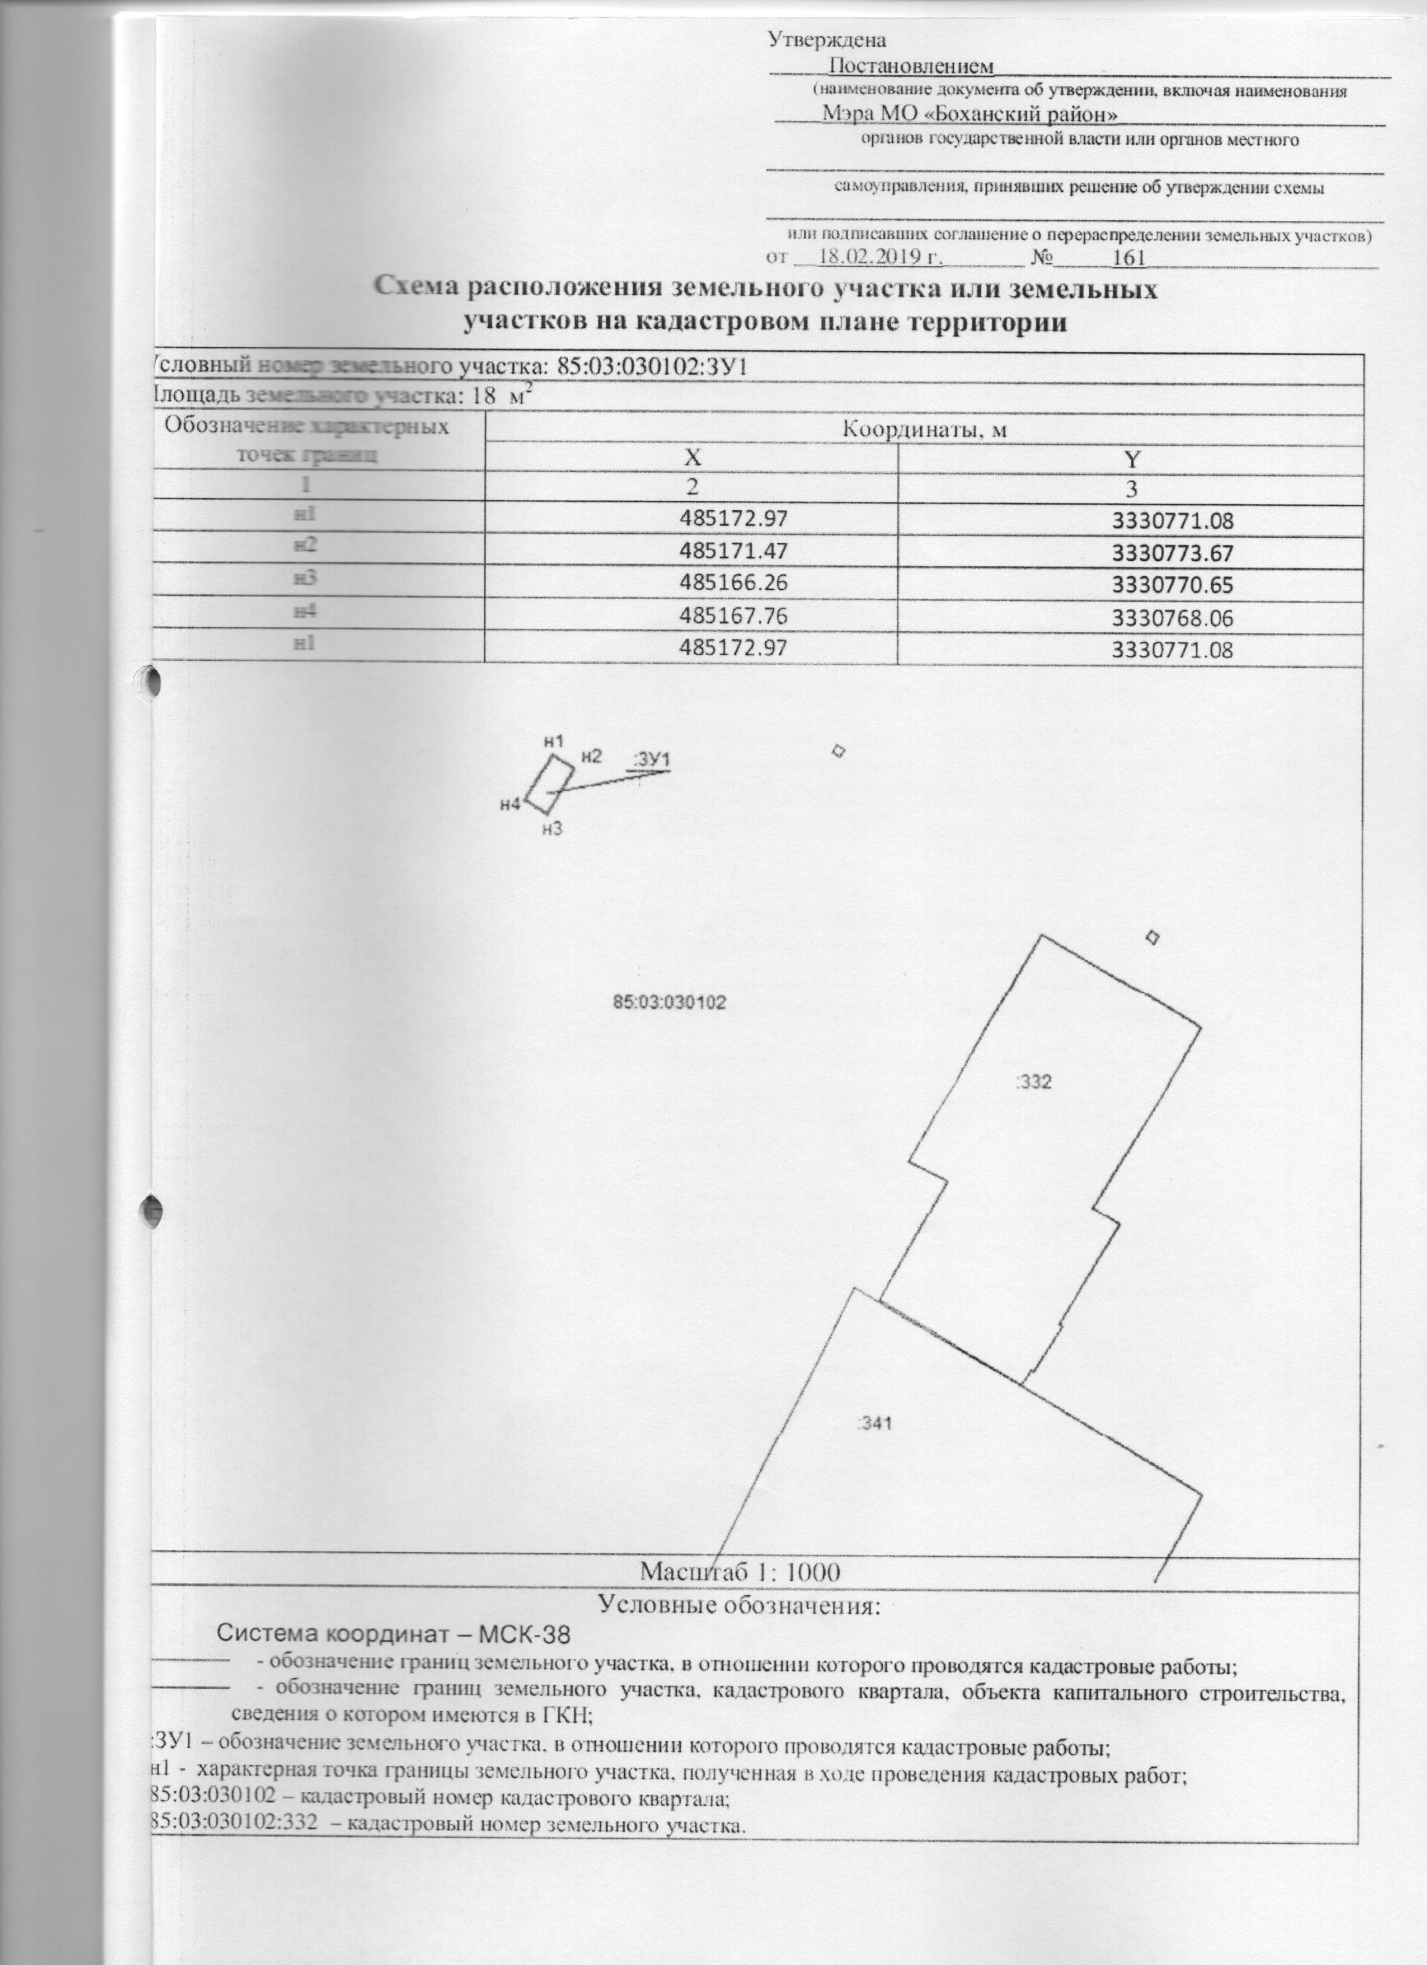 Утверждена
Постановлением
(наименование документа об утверждении, включая наименования
Мэра МО «Боханский район»
органов государственной власти или органов местного
самоуправления, принявших решение об утверждении схемы
или подписавших соглашение о перераспределении земельных участков)
от 18.02.2019 г. № 161
Схема расположения земельного участка или земельных
участков на кадастровом плане территории
Условный номер земельного участка: 85:03:030102:ЗУ1
Площадь земельного участка: 18 м²
Обозначение характерных точек границ
Координаты, м
X Y
1 2 3
н1 485172.97 3330771.08
н2 485171.47 3330773.67
н3 485166.26 3330770.65
н4 485167.76 3330768.06
н1 485172.97 3330771.08
н1
н2 :ЗУ1
н4
н3
85:03:030102
:332
:341
Масштаб 1: 1000
Условные обозначения:
Система координат – МСК-38
- обозначение границ земельного участка, в отношении которого проводятся кадастровые работы;
- обозначение границ земельного участка, кадастрового квартала, объекта капитального строительства,
сведения о котором имеются в ГКН;
:ЗУ1 – обозначение земельного участка, в отношении которого проводятся кадастровые работы;
н1 - характерная точка границы земельного участка, полученная в ходе проведения кадастровых работ;
85:03:030102 – кадастровый номер кадастрового квартала;
85:03:030102:332 – кадастровый номер земельного участка.